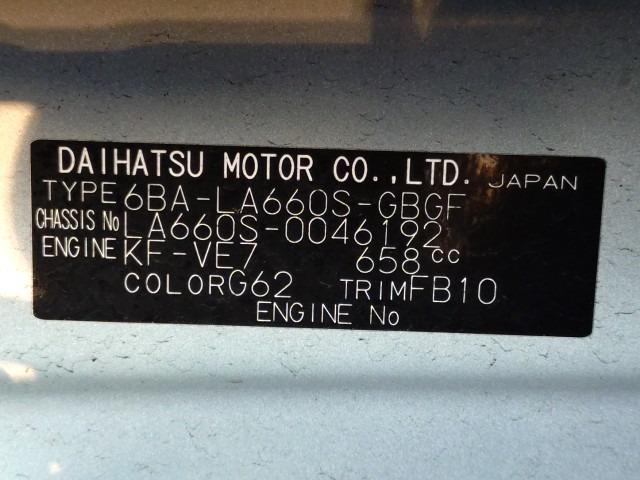 DAIHATSU MOTOR CO.,LTD. JAPAN
TYPE 6BA-LA660S-GBGF
CHASSIS No LA660S-0046192
ENGINE KF-VE7 658cc
COLOR G62 TRIM FB10
ENGINE No